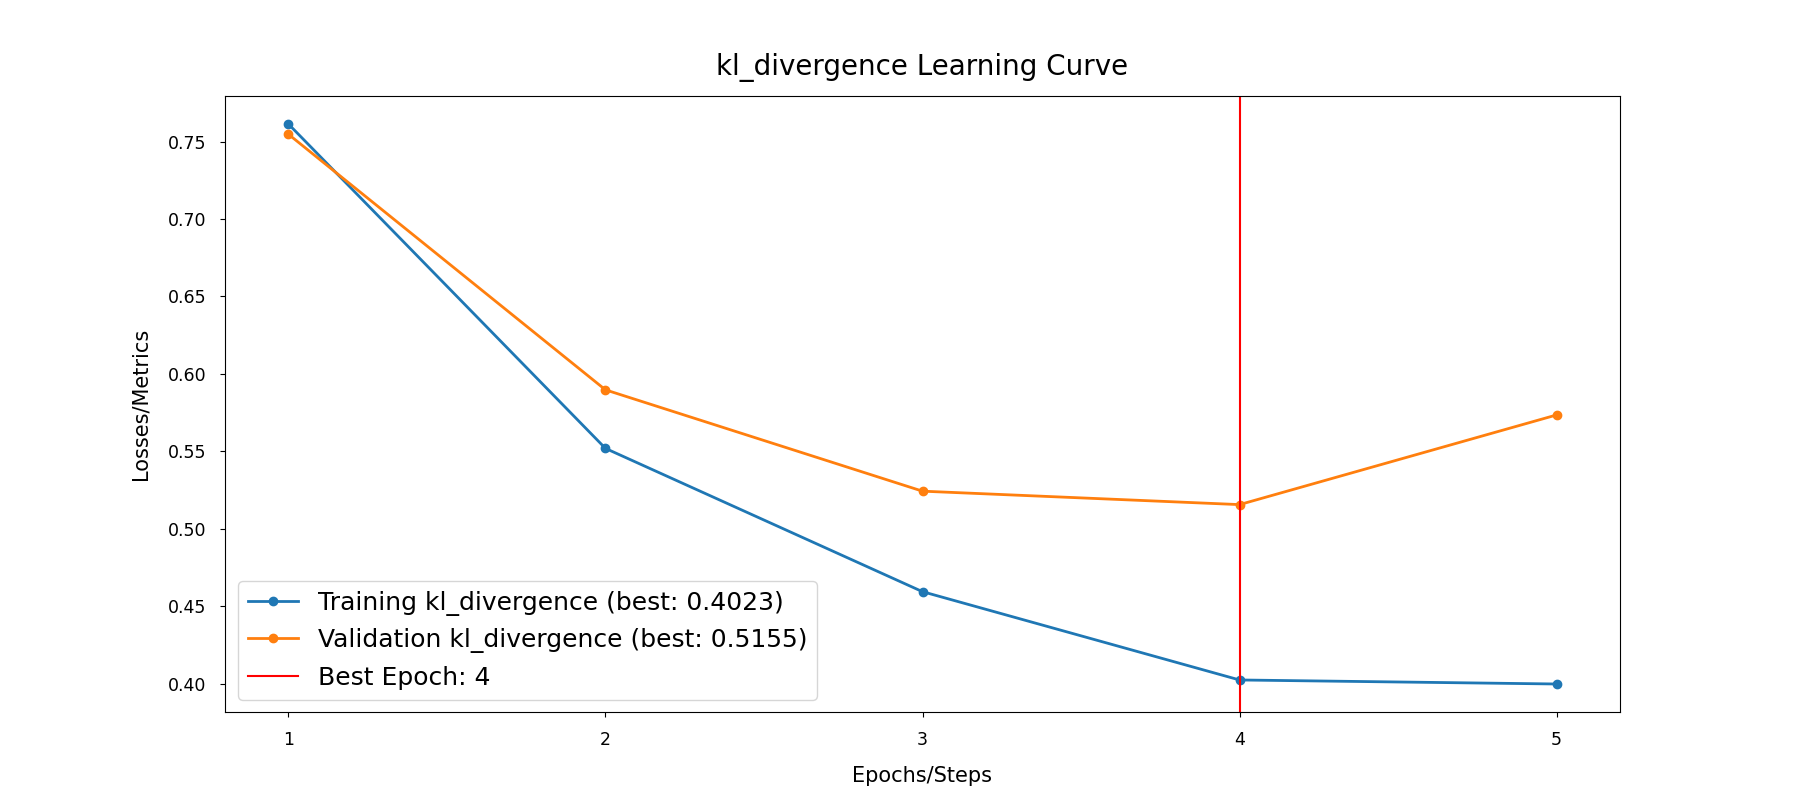 kl_divergence Learning Curve
Losses/Metrics
0.75
0.70
0.65
0.60
0.55
0.50
0.45
0.40
Training kl_divergence (best: 0.4023)
Validation kl_divergence (best: 0.5155)
Best Epoch: 4
1 2 3 4 5
Epochs/Steps